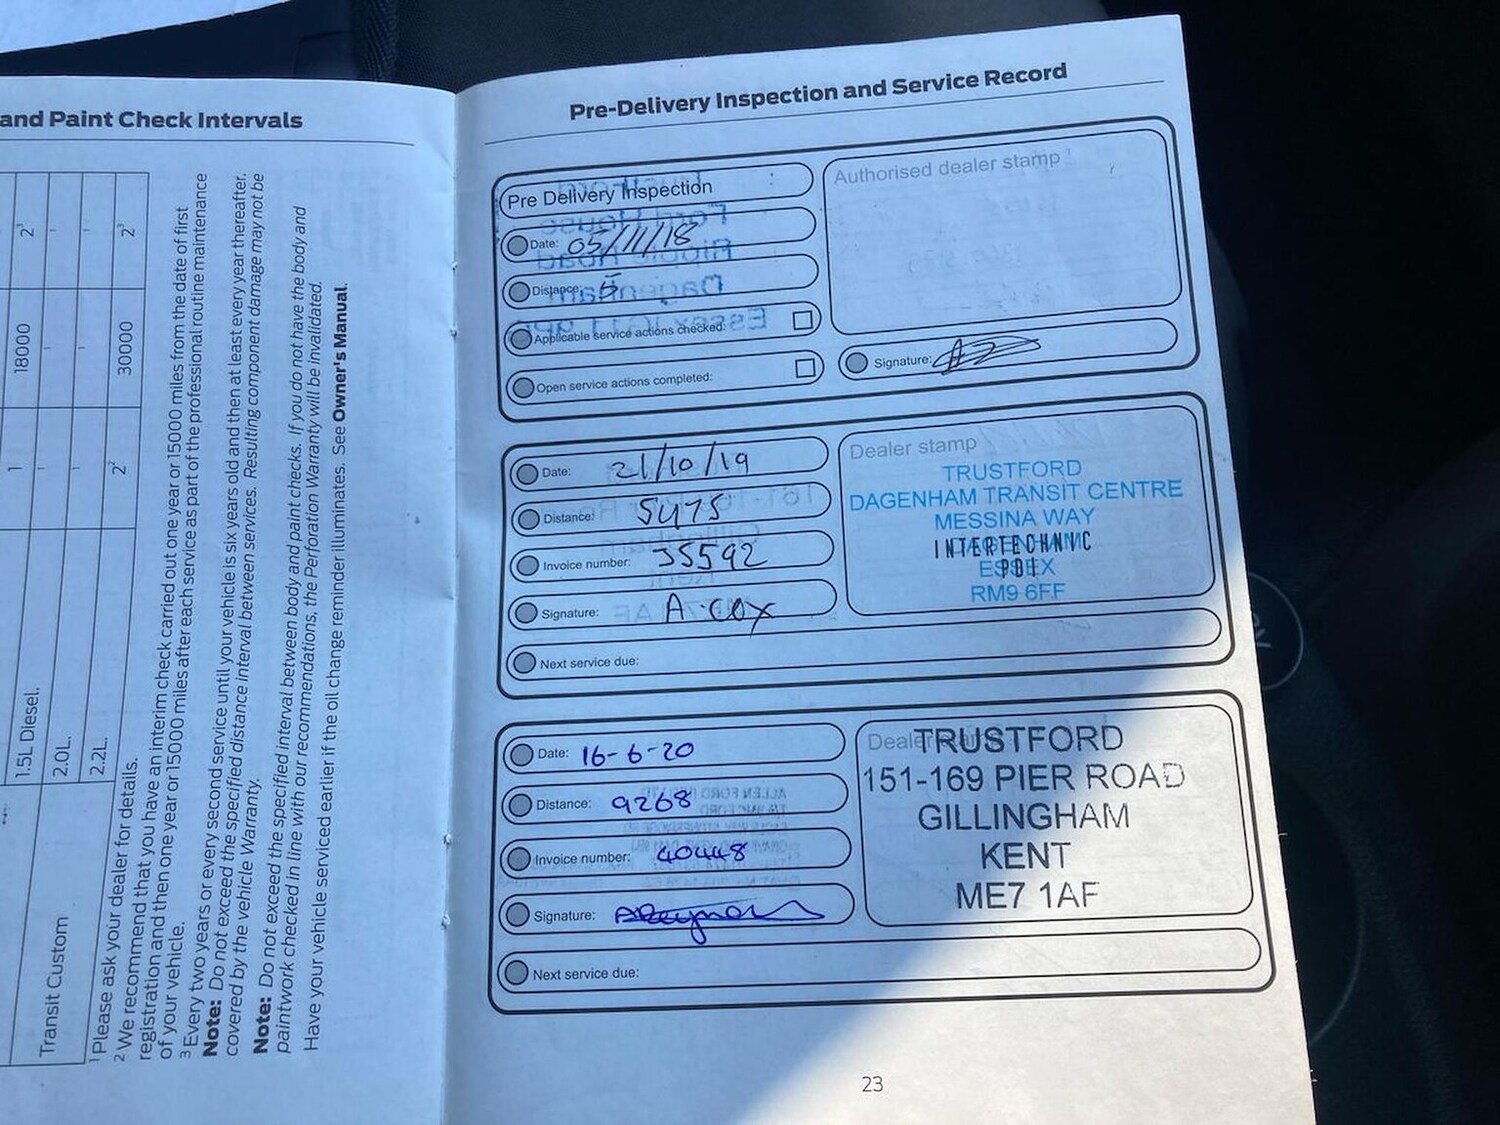 and Paint Check Intervals
18000
2³
30000
2³
1
2²
1.5L Diesel.
2.0L.
2.2L.
Transit Custom
¹ Please ask your dealer for details.
² We recommend that you have an interim check carried out one year or 15000 miles from the date of first
registration and then one year or 15000 miles after each service as part of the professional routine maintenance
of your vehicle.
³ Every two years or every second service until your vehicle is six years old and then at least every year thereafter.
Note: Do not exceed the specified distance interval between services. Resulting component damage may not be
covered by the vehicle Warranty.
Note: Do not exceed the specified interval between body and paint checks. If you do not have the body and
paintwork checked in line with our recommendations, the Perforation Warranty will be invalidated.
Have your vehicle serviced earlier if the oil change reminder illuminates. See Owner's Manual.
Pre-Delivery Inspection and Service Record
Pre Delivery Inspection
Date: 05/11/18
Distance: 5
Applicable service actions checked:
Open service actions completed:
Authorised dealer stamp
Signature:
Date: 21/10/19
Distance: 5475
Invoice number: 35592
Signature: A.COX
Next service due:
Dealer stamp
TRUSTFORD
DAGENHAM TRANSIT CENTRE
MESSINA WAY
INTERTECHNIC
ESSEX
PDI
RM9 6FF
Date: 16-6-20
Distance: 9268
Invoice number: 40448
Signature:
Next service due:
TRUSTFORD
151-169 PIER ROAD
GILLINGHAM
KENT
ME7 1AF
23